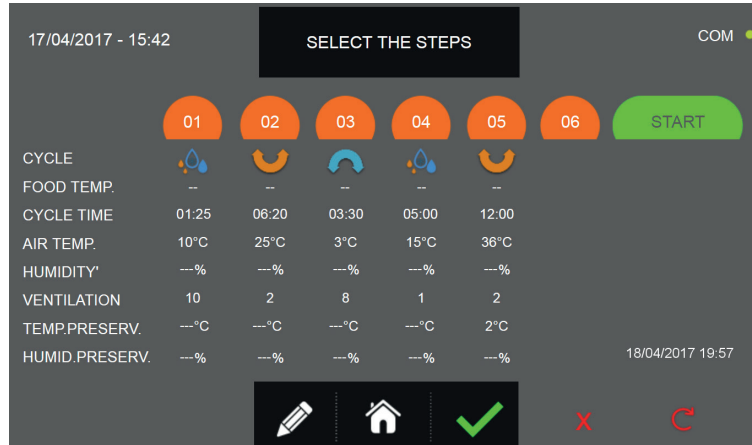 17/04/2017 - 15:42 SELECT THE STEPS COM
01 02 03 04 05 06 START
CYCLE
FOOD TEMP. -- -- -- -- --
CYCLE TIME 01:25 06:20 03:30 05:00 12:00
AIR TEMP. 10°C 25°C 3°C 15°C 36°C
HUMIDITY' ---% ---% ---% ---% ---%
VENTILATION 10 2 8 1 2
TEMP.PRESERV. ---°C ---°C ---°C ---°C 2°C
HUMID.PRESERV. ---% ---% ---% ---% ---% 18/04/2017 19:57
X